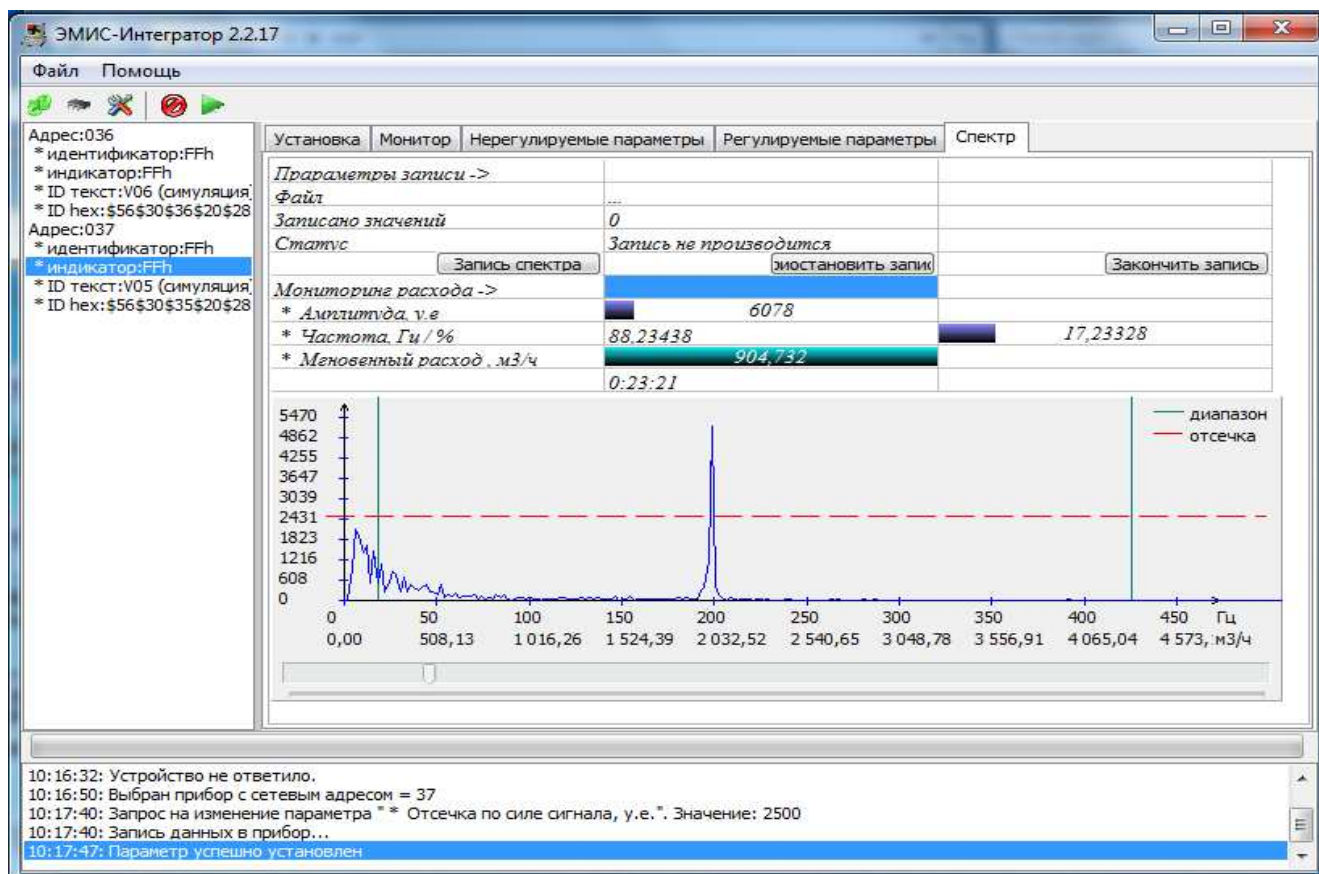 ЭМИС-Интегратор 2.2.17
Файл Помощь
Адрес:036
* идентификатор:FFh
* индикатор:FFh
* ID текст:V06 (симуляция
* ID hex:$56$30$36$20$28
Адрес:037
* идентификатор:FFh
* индикатор:FFh
* ID текст:V05 (симуляция
* ID hex:$56$30$35$20$28
Установка Монитор Нерегулируемые параметры Регулируемые параметры Спектр
Прараметры записи ->
Файл ...
Записано значений 0
Статус Запись не производится
Запись спектра риостановить запис Закончить запись
Мониторинг расхода ->
* Амплитуда, у.е 6078
* Частота, Гц / % 88,23438 17,23328
* Мгновенный расход , м3/ч 904,732
0:23:21
5470
4862
4255
3647
3039
2431
1823
1216
608
0
диапазон
отсечка
0 50 100 150 200 250 300 350 400 450 Гц
0,00 508,13 1 016,26 1 524,39 2 032,52 2 540,65 3 048,78 3 556,91 4 065,04 4 573, м3/ч
10:16:32: Устройство не ответило.
10:16:50: Выбран прибор с сетевым адресом = 37
10:17:40: Запрос на изменение параметра " * Отсечка по силе сигнала, у.е.". Значение: 2500
10:17:40: Запись данных в прибор...
10:17:47: Параметр успешно установлен